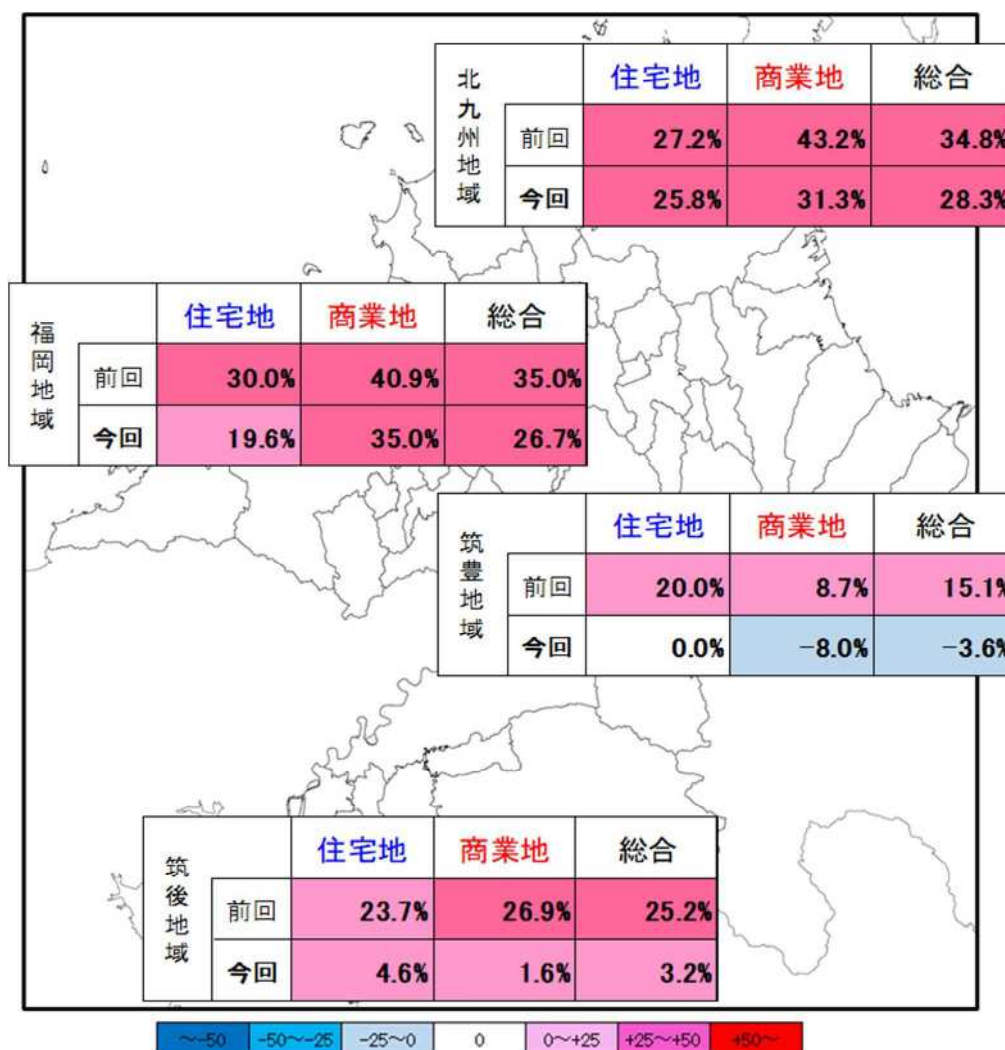 北九州地域
住宅地 商業地 総合
前回 27.2% 43.2% 34.8%
今回 25.8% 31.3% 28.3%
福岡地域
住宅地 商業地 総合
前回 30.0% 40.9% 35.0%
今回 19.6% 35.0% 26.7%
筑豊地域
住宅地 商業地 総合
前回 20.0% 8.7% 15.1%
今回 0.0% −8.0% −3.6%
筑後地域
住宅地 商業地 総合
前回 23.7% 26.9% 25.2%
今回 4.6% 1.6% 3.2%
～-50 -50～-25 -25～0 0 0～+25 +25～+50 +50～